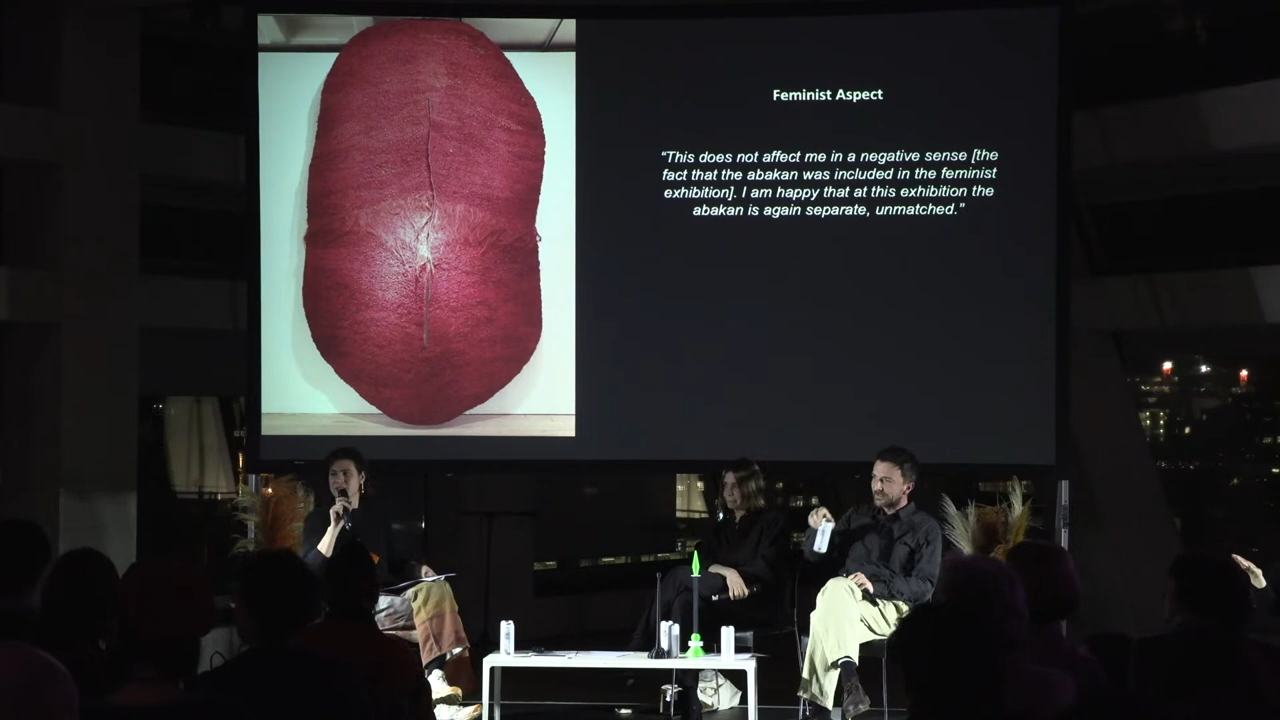 Feminist Aspect
“This does not affect me in a negative sense [the
fact that the abakan was included in the feminist
exhibition]. I am happy that at this exhibition the
abakan is again separate, unmatched.”